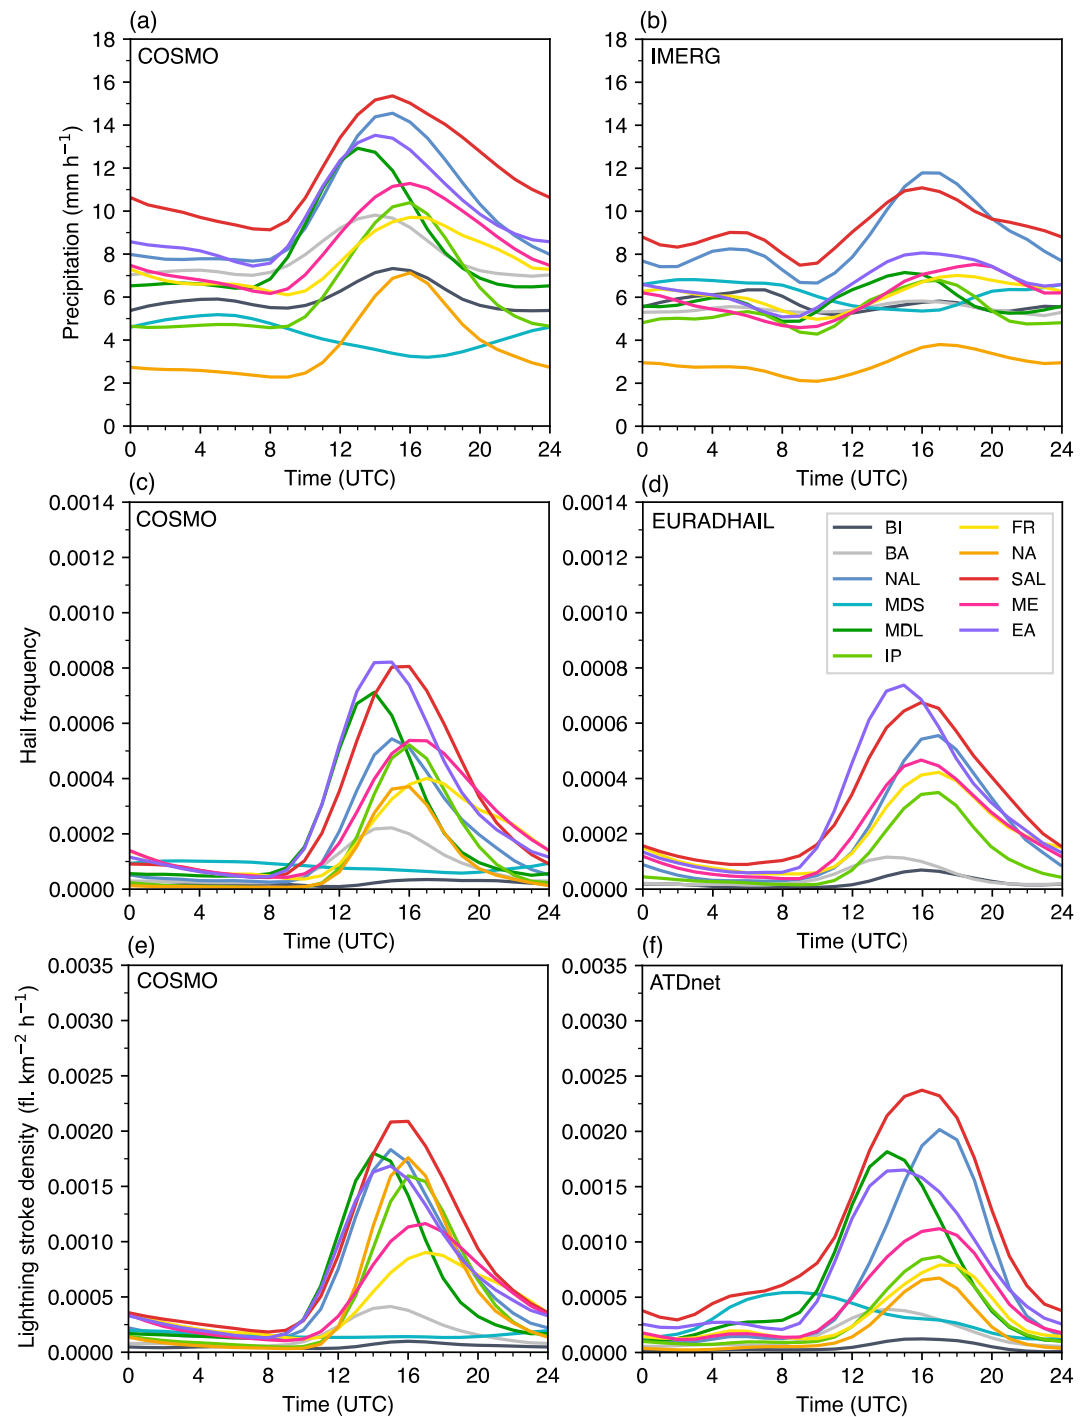 (a) (b)
COSMO IMERG
18 18
16 16
14 14
12 12
10 10
8 8
6 6
4 4
2 2
0 0
Precipitation (mm h−1)
0 4 8 12 16 20 24 0 4 8 12 16 20 24
Time (UTC) Time (UTC)
(c) (d)
COSMO EURADHAIL
0.0014 0.0014
0.0012 0.0012
0.0010 0.0010
0.0008 0.0008
0.0006 0.0006
0.0004 0.0004
0.0002 0.0002
0.0000 0.0000
Hail frequency
BI FR
BA NA
NAL SAL
MDS ME
MDL EA
IP
0 4 8 12 16 20 24 0 4 8 12 16 20 24
Time (UTC) Time (UTC)
(e) (f)
COSMO ATDnet
0.0035 0.0035
0.0030 0.0030
0.0025 0.0025
0.0020 0.0020
0.0015 0.0015
0.0010 0.0010
0.0005 0.0005
0.0000 0.0000
Lightning stroke density (fl. km−2 h−1)
0 4 8 12 16 20 24 0 4 8 12 16 20 24
Time (UTC) Time (UTC)